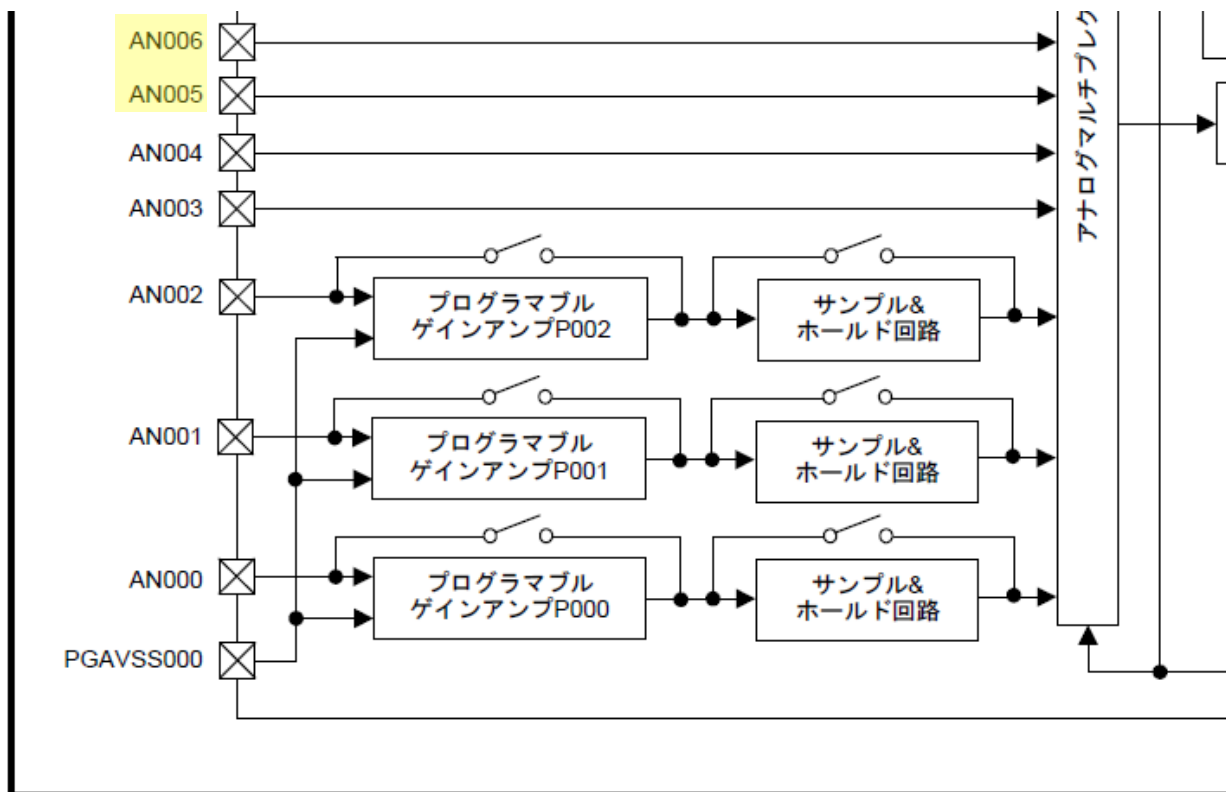 AN006
AN005
AN004
AN003
アナログマルチプレク
AN002
プログラマブル
ゲインアンプP002
サンプル&
ホールド回路
AN001
プログラマブル
ゲインアンプP001
サンプル&
ホールド回路
AN000
プログラマブル
ゲインアンプP000
サンプル&
ホールド回路
PGAVSS000